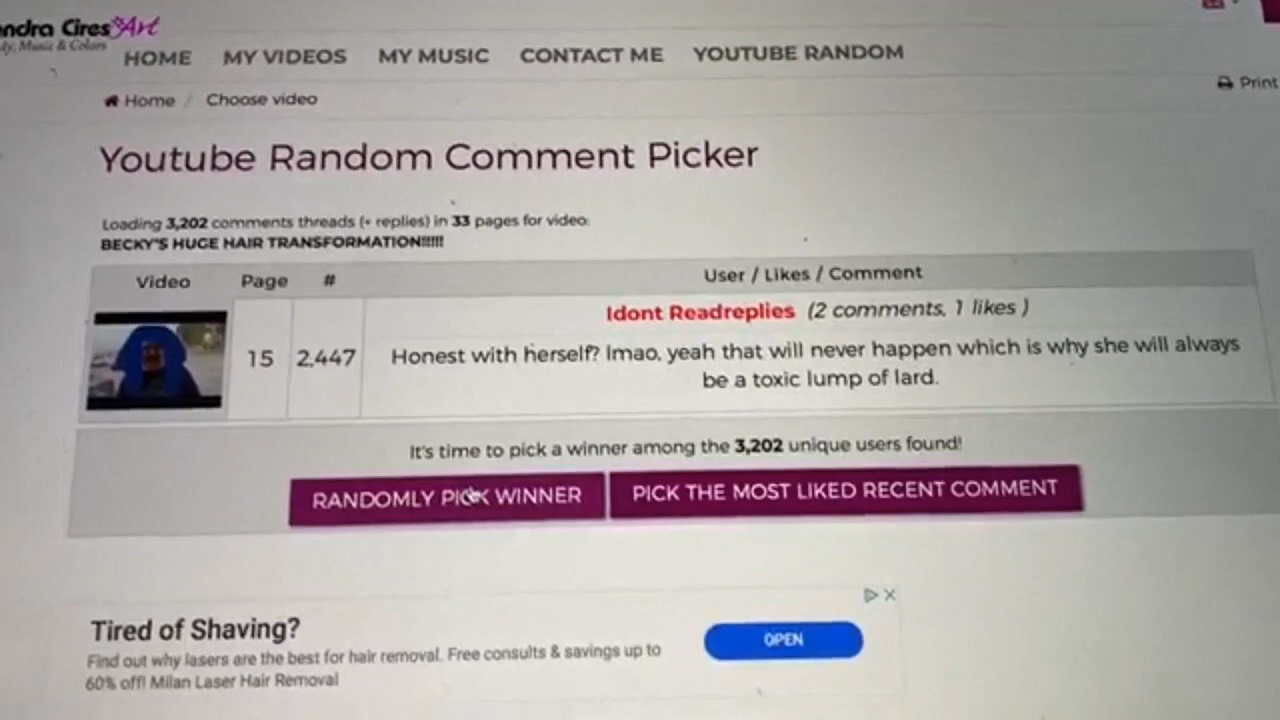 ndra Cires Art
Music & Colors
HOME MY VIDEOS MY MUSIC CONTACT ME YOUTUBE RANDOM
Print
Home / Choose video
Youtube Random Comment Picker
Loading 3,202 comments threads (+ replies) in 33 pages for video:
BECKY'S HUGE HAIR TRANSFORMATION!!!!!
Video Page # User / Likes / Comment
Idont Readreplies (2 comments, 1 likes )
15 2,447 Honest with herself? lmao, yeah that will never happen which is why she will always
be a toxic lump of lard.
It's time to pick a winner among the 3,202 unique users found!
RANDOMLY PICK WINNER PICK THE MOST LIKED RECENT COMMENT
Tired of Shaving?
Find out why lasers are the best for hair removal. Free consults & savings up to
60% off! Milan Laser Hair Removal
OPEN